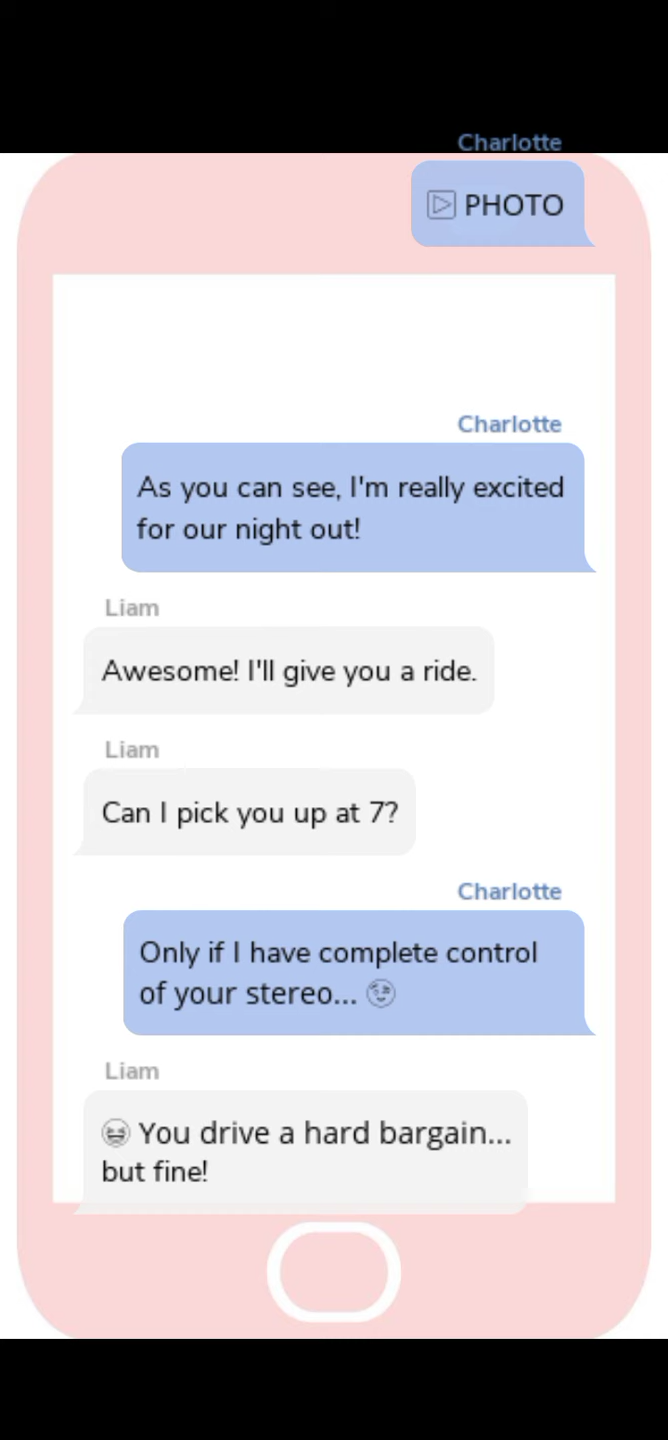 Charlotte
PHOTO
Charlotte
As you can see, I'm really excited
for our night out!
Liam
Awesome! I'll give you a ride.
Liam
Can I pick you up at 7?
Charlotte
Only if I have complete control
of your stereo... 😉
Liam
😆 You drive a hard bargain...
but fine!